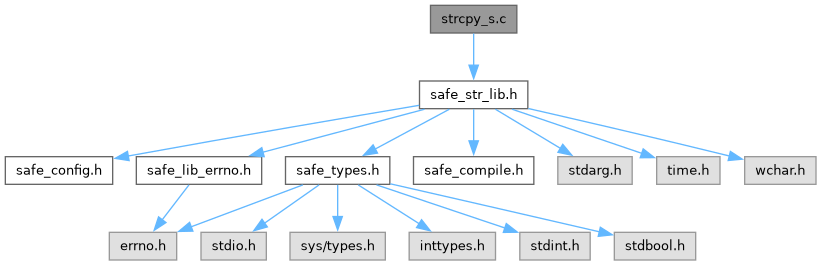 strcpy_s.c
safe_str_lib.h
safe_config.h
safe_lib_errno.h
safe_types.h
safe_compile.h
stdarg.h
time.h
wchar.h
errno.h
stdio.h
sys/types.h
inttypes.h
stdint.h
stdbool.h